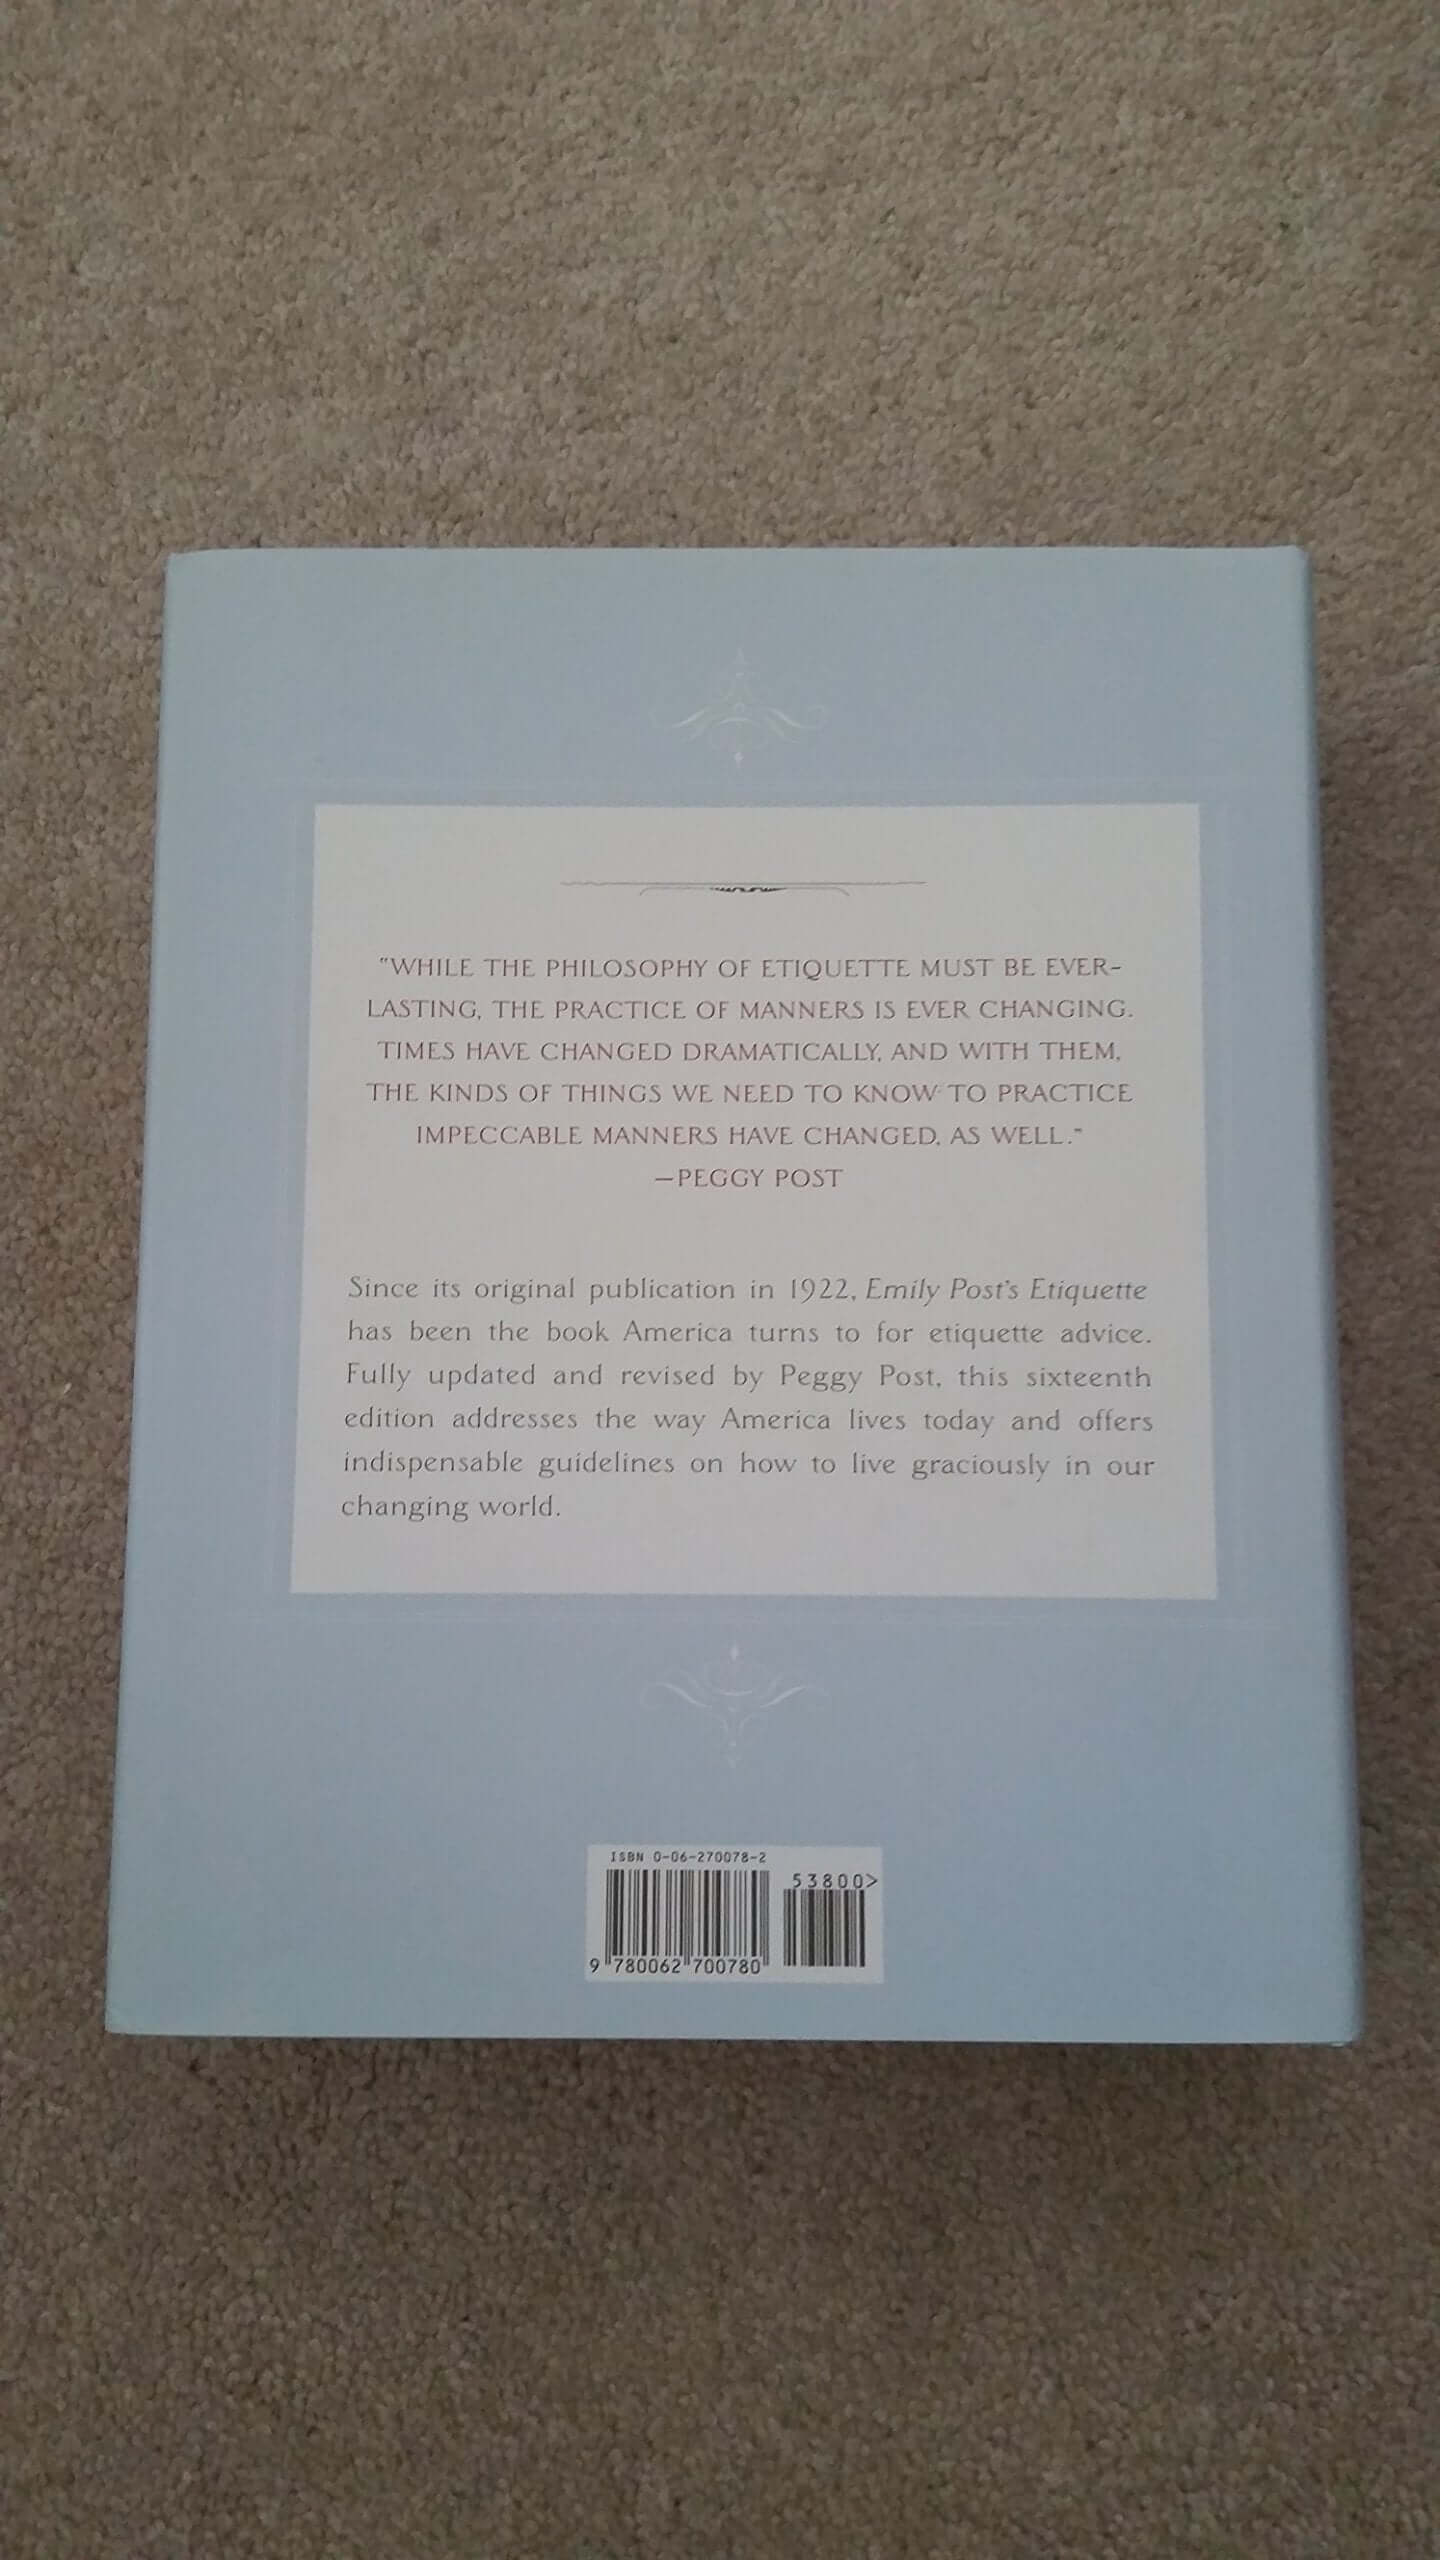 "WHILE THE PHILOSOPHY OF ETIQUETTE MUST BE EVER-
LASTING, THE PRACTICE OF MANNERS IS EVER CHANGING.
TIMES HAVE CHANGED DRAMATICALLY, AND WITH THEM,
THE KINDS OF THINGS WE NEED TO KNOW TO PRACTICE
IMPECCABLE MANNERS HAVE CHANGED, AS WELL."
—PEGGY POST
Since its original publication in 1922, Emily Post's Etiquette
has been the book America turns to for etiquette advice.
Fully updated and revised by Peggy Post, this sixteenth
edition addresses the way America lives today and offers
indispensable guidelines on how to live graciously in our
changing world.
ISBN 0-06-270078-2
53800>
9 780062 700780